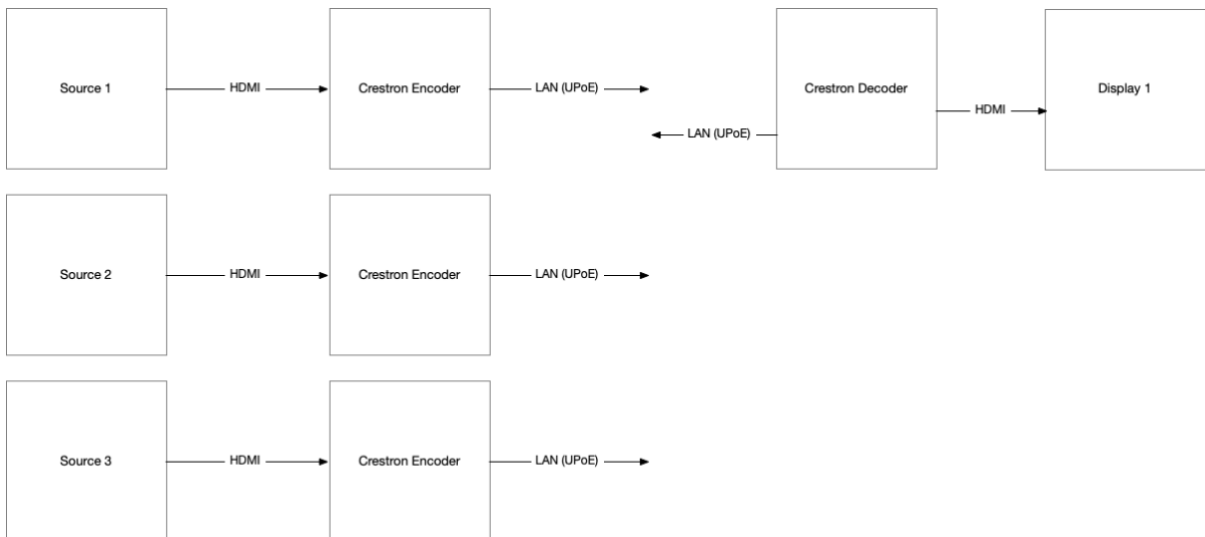 Source 1
HDMI
Crestron Encoder
LAN (UPoE)
Crestron Decoder
HDMI
Display 1
LAN (UPoE)
Source 2
HDMI
Crestron Encoder
LAN (UPoE)
Source 3
HDMI
Crestron Encoder
LAN (UPoE)